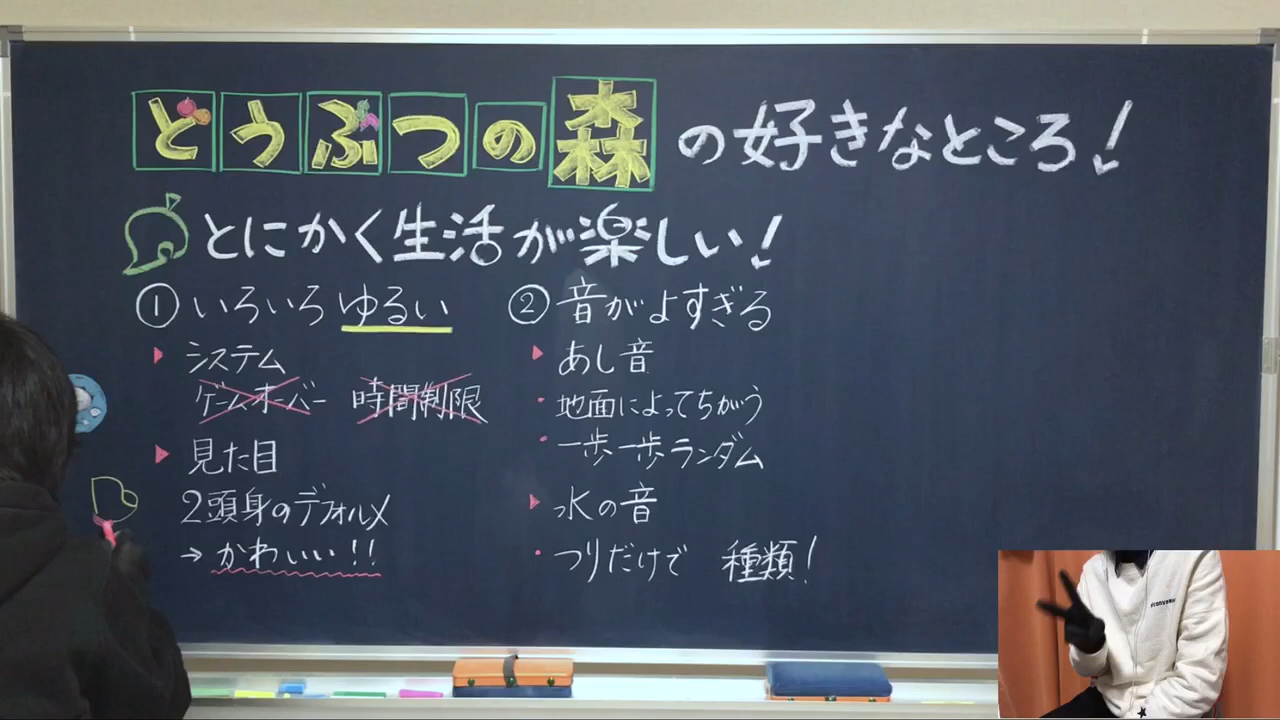 どうぶつの森の好きなところ!
とにかく生活が楽しい!
①いろいろゆるい
▶システム
ゲームオーバー 時間制限
▶見た目
2頭身のデフォルメ
→かわいい!!
②音がよすぎる
▶あし音
・地面によってちがう
・一歩一歩ランダム
▶水の音
・つりだけで 種類!